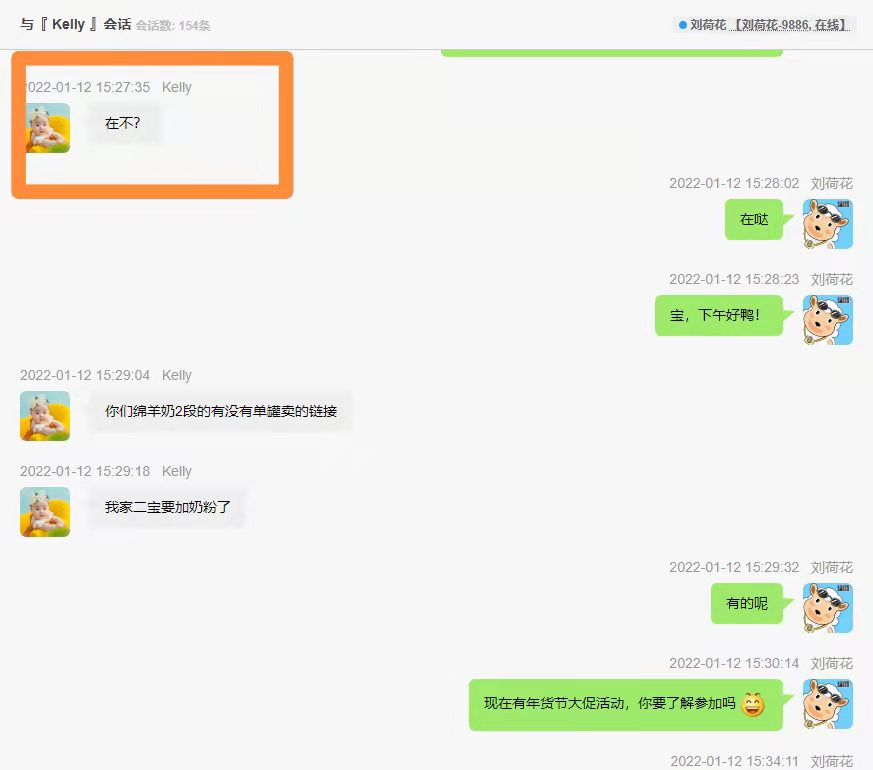 与『 Kelly 』会话 会话数: 154条
刘荷花 【刘荷花-9886, 在线】
2022-01-12 15:27:35 Kelly
在不?
2022-01-12 15:28:02 刘荷花
在哒
2022-01-12 15:28:23 刘荷花
宝，下午好鸭！
2022-01-12 15:29:04 Kelly
你们绵羊奶2段的有没有单罐卖的链接
2022-01-12 15:29:18 Kelly
我家二宝要加奶粉了
2022-01-12 15:29:32 刘荷花
有的呢
2022-01-12 15:30:14 刘荷花
现在有年货节大促活动，你要了解参加吗
2022-01-12 15:34:11 刘荷花